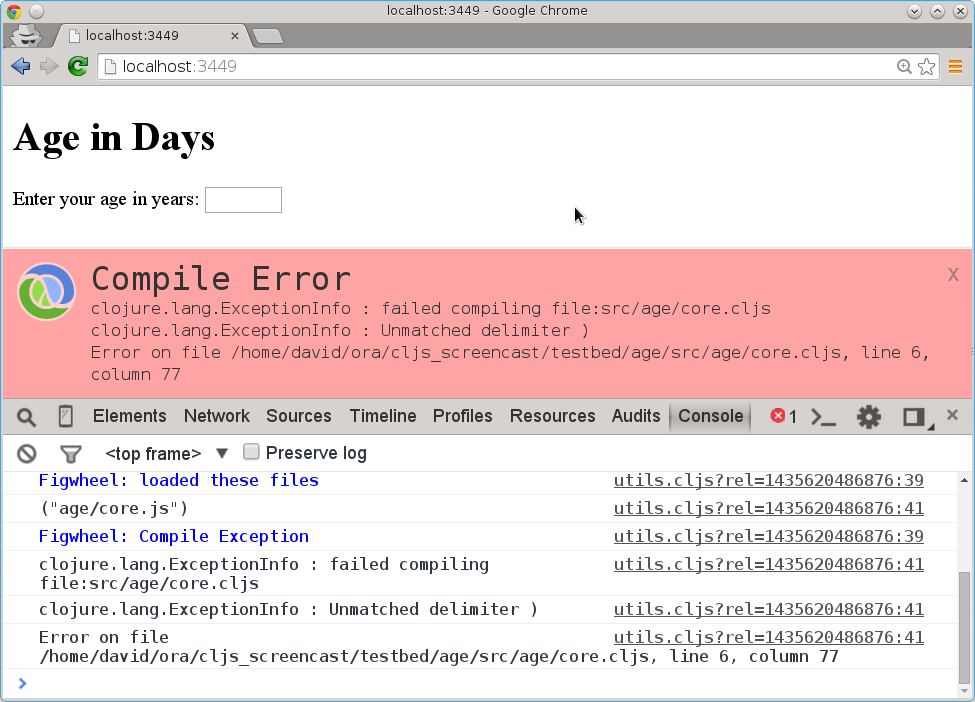 localhost:3449 - Google Chrome
localhost:3449
localhost:3449
Age in Days
Enter your age in years:
Compile Error
X
clojure.lang.ExceptionInfo : failed compiling file:src/age/core.cljs
clojure.lang.ExceptionInfo : Unmatched delimiter )
Error on file /home/david/ora/cljs_screencast/testbed/age/src/age/core.cljs, line 6,
column 77
Elements Network Sources Timeline Profiles Resources Audits Console 1
<top frame> Preserve log
Figwheel: loaded these files utils.cljs?rel=1435620486876:39
("age/core.js") utils.cljs?rel=1435620486876:41
Figwheel: Compile Exception utils.cljs?rel=1435620486876:39
clojure.lang.ExceptionInfo : failed compiling utils.cljs?rel=1435620486876:41
file:src/age/core.cljs
clojure.lang.ExceptionInfo : Unmatched delimiter ) utils.cljs?rel=1435620486876:41
Error on file utils.cljs?rel=1435620486876:41
/home/david/ora/cljs_screencast/testbed/age/src/age/core.cljs, line 6, column 77